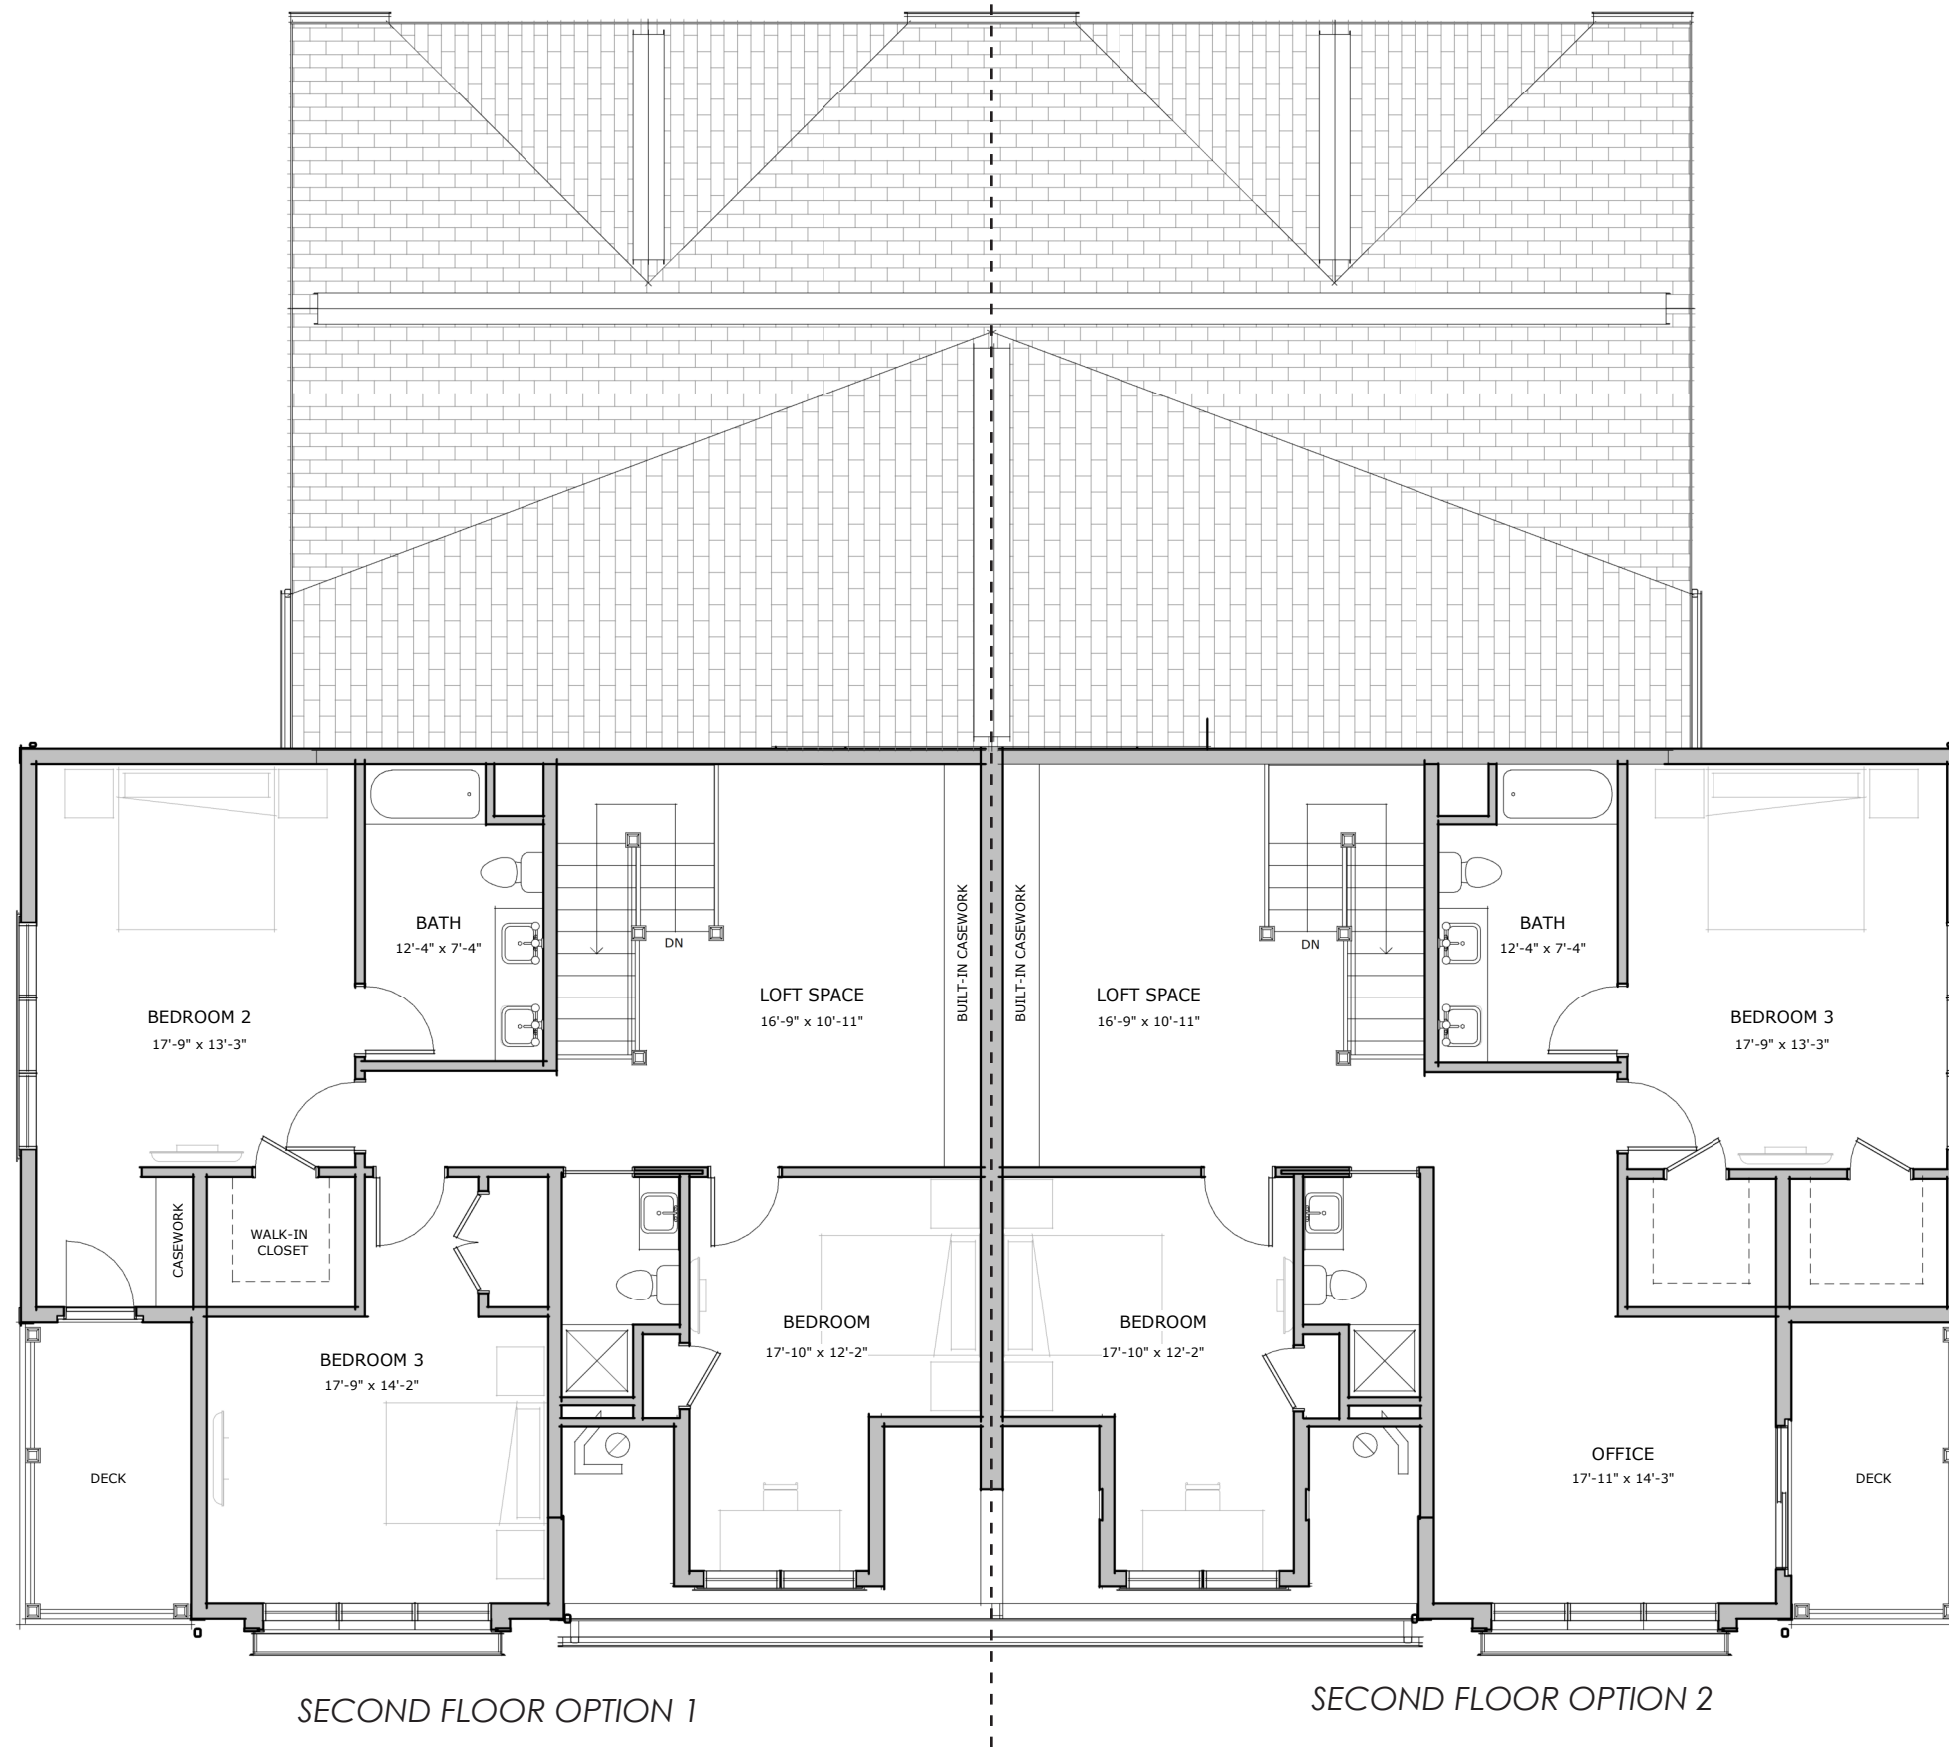 BATH
12'-4" x 7'-4"
DN
BEDROOM 2
17'-9" x 13'-3"
LOFT SPACE
16'-9" x 10'-11"
BUILT-IN CASEWORK
CASEWORK
WALK-IN
CLOSET
BEDROOM 3
17'-9" x 14'-2"
BEDROOM
17'-10" x 12'-2"
DECK
SECOND FLOOR OPTION 1
BUILT-IN CASEWORK
LOFT SPACE
16'-9" x 10'-11"
DN
BATH
12'-4" x 7'-4"
BEDROOM 3
17'-9" x 13'-3"
BEDROOM
17'-10" x 12'-2"
OFFICE
17'-11" x 14'-3"
DECK
SECOND FLOOR OPTION 2